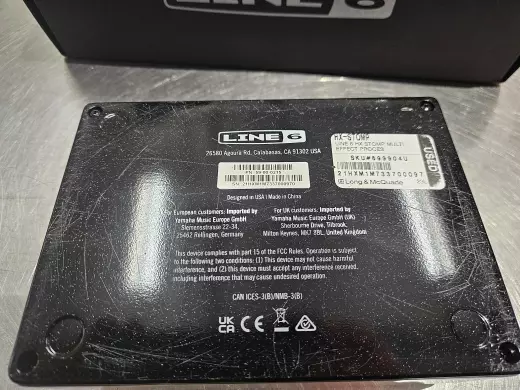 LINE 6
LINE 6
26580 Agoura Rd, Calabasas, CA 91302 USA
Designed in USA | Made in China
HX-STOMP
LINE 6 HX STOMP MULTI
EFFECT PROCES
SKU#699904U
21HXM1M733700097
Long & McQuade
USED
For European customers: Imported by
Yamaha Music Europe GmbH
Siemensstrasse 22-34,
25462 Rellingen, Germany
For UK customers: Imported by
Yamaha Music Europe GmbH (UK)
Sherbourne Drive, Tilbrook,
Milton Keynes, MK7 8BL, United Kingdom
This device complies with part 15 of the FCC Rules. Operation is subject
to the following two conditions: (1) This device may not cause harmful
interference, and (2) this device must accept any interference received,
including interference that may cause undesired operation.
CAN ICES-3(B)/NMB-3(B)
UK
CA
CE